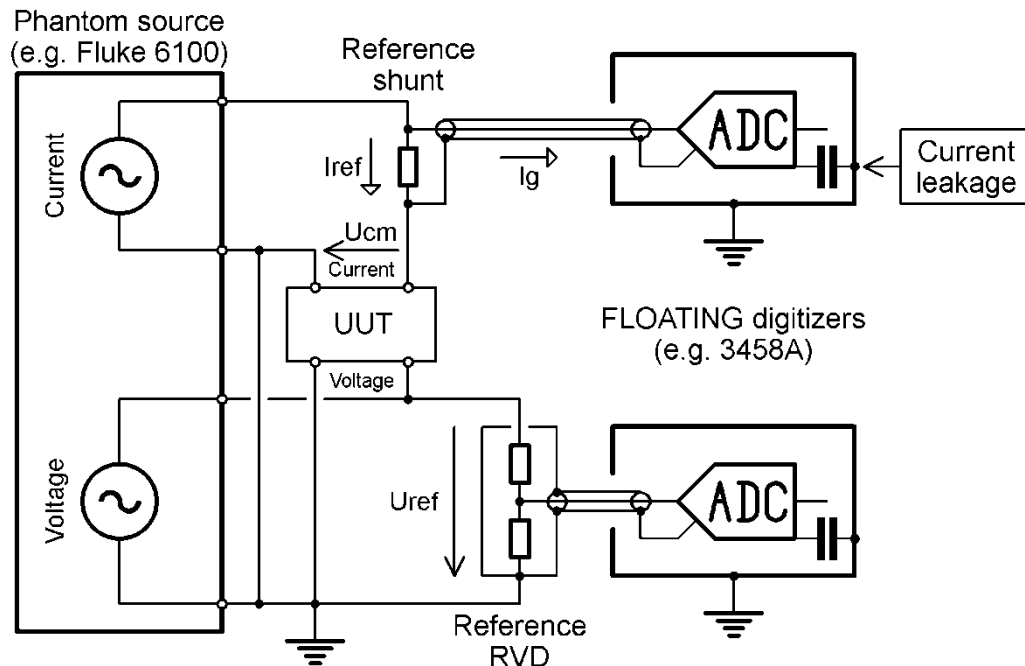 Phantom source
(e.g. Fluke 6100)
Reference
shunt
Current
Iref
Ig
ADC
Current
leakage
Ucm
Current
UUT
Voltage
FLOATING digitizers
(e.g. 3458A)
Voltage
Uref
ADC
Reference
RVD